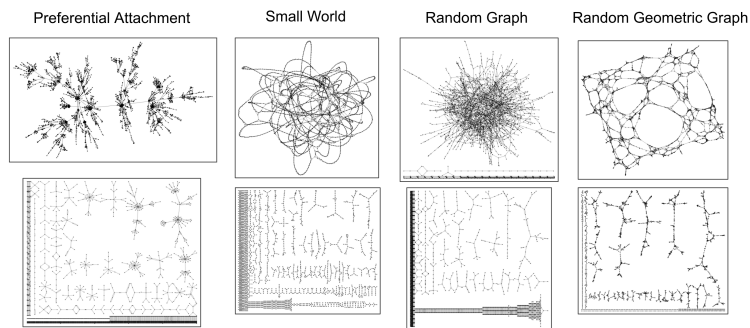 Preferential Attachment
Small World
Random Graph
Random Geometric Graph